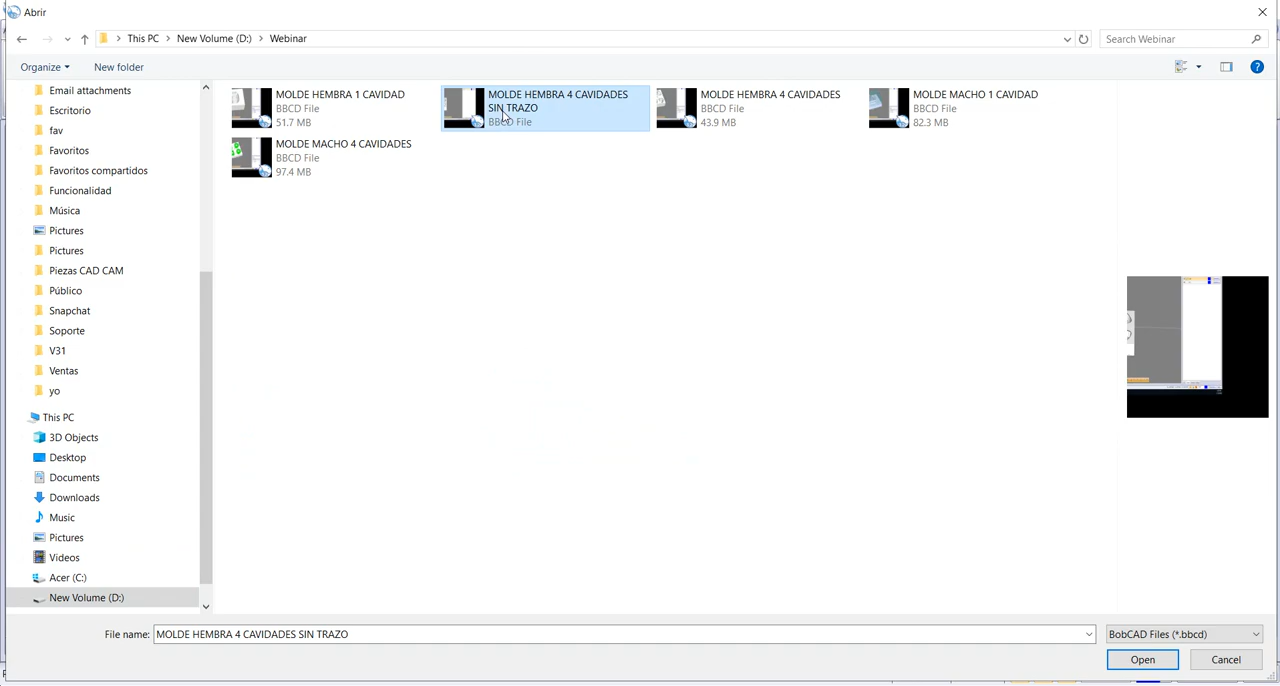 Abrir
This PC
New Volume (D:)
Webinar
Search Webinar
Organize
New folder
Email attachments
Escritorio
fav
Favoritos
Favoritos compartidos
Funcionalidad
Música
Pictures
Pictures
Piezas CAD CAM
Público
Snapchat
Soporte
V31
Ventas
yo
This PC
3D Objects
Desktop
Documents
Downloads
Music
Pictures
Videos
Acer (C:)
New Volume (D:)
MOLDE HEMBRA 1 CAVIDAD
BBCD File
51.7 MB
MOLDE HEMBRA 4 CAVIDADES
SIN TRAZO
BBCD File
MOLDE HEMBRA 4 CAVIDADES
BBCD File
43.9 MB
MOLDE MACHO 1 CAVIDAD
BBCD File
82.3 MB
MOLDE MACHO 4 CAVIDADES
BBCD File
97.4 MB
File name:
MOLDE HEMBRA 4 CAVIDADES SIN TRAZO
BobCAD Files (*.bbcd)
Open
Cancel